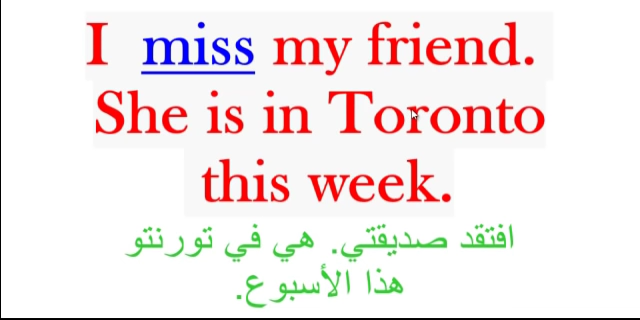 I miss my friend.
She is in Toronto
this week.
افتقد صديقتي. هي في تورنتو
هذا الأسبوع.